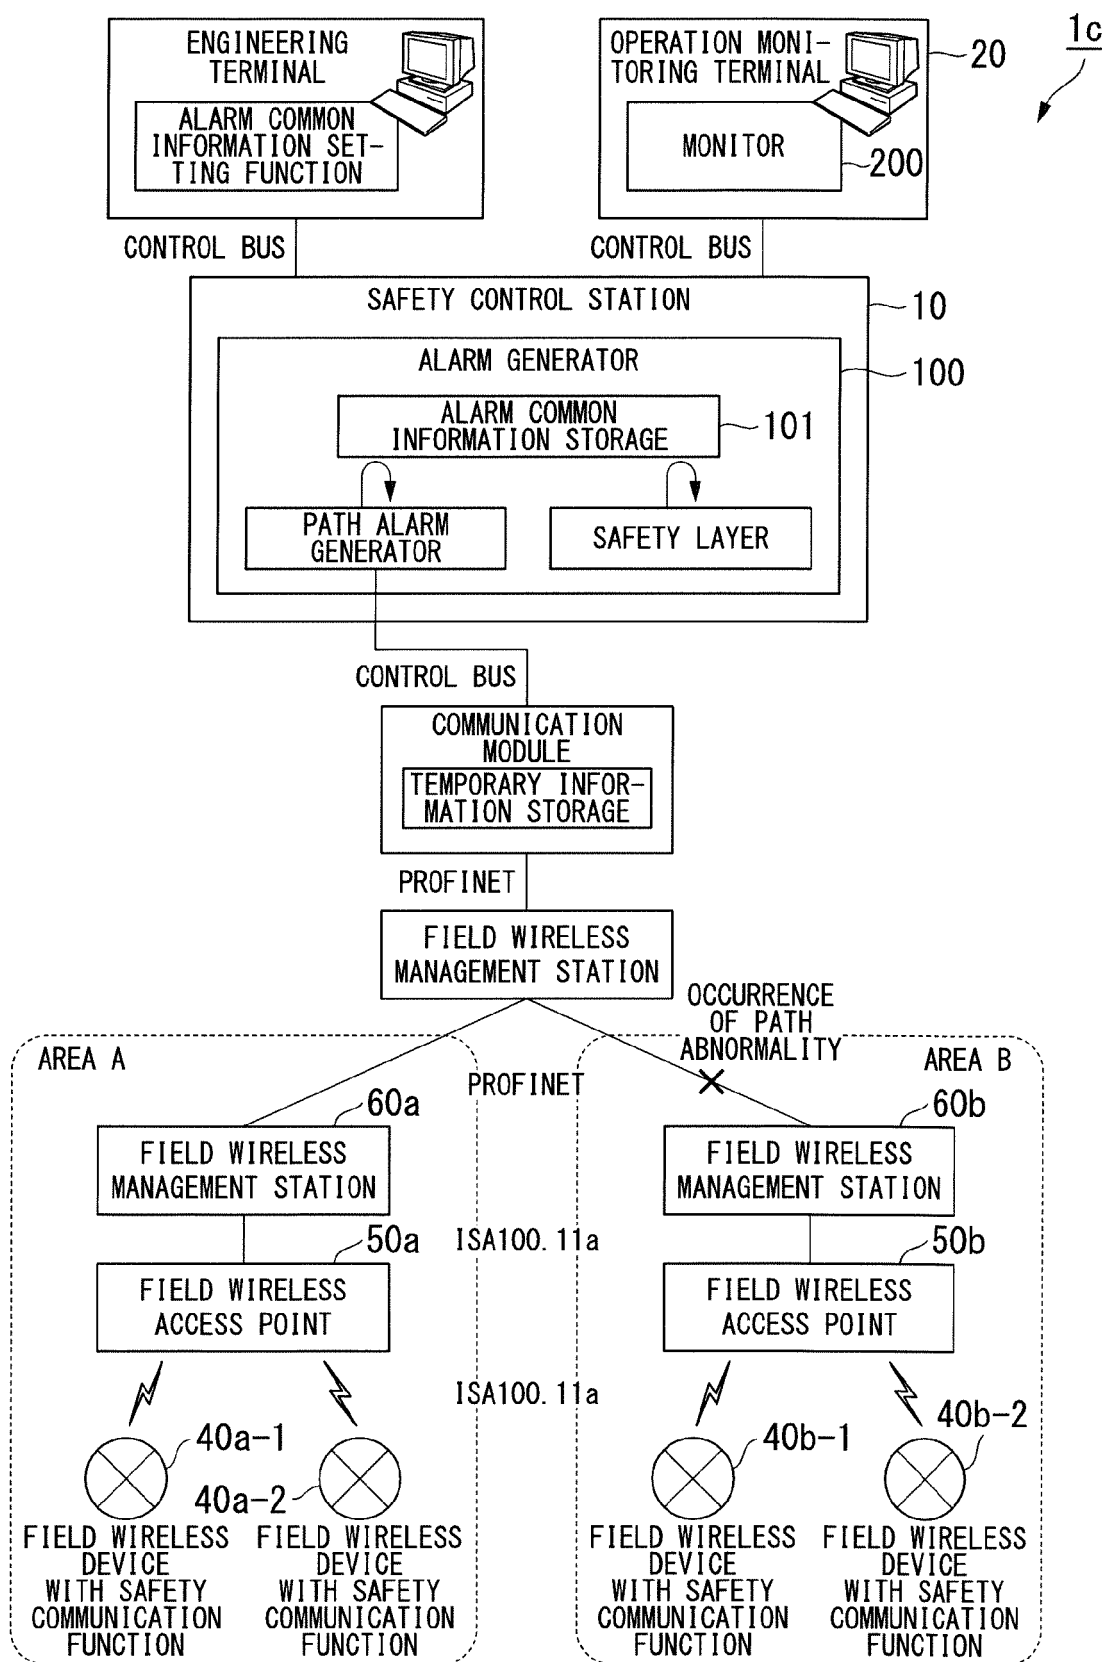 1c
ENGINEERING
TERMINAL
ALARM COMMON
INFORMATION SET-
TING FUNCTION
OPERATION MONI-
TORING TERMINAL
20
MONITOR
200
CONTROL BUS
CONTROL BUS
SAFETY CONTROL STATION
10
ALARM GENERATOR
100
ALARM COMMON
INFORMATION STORAGE
101
PATH ALARM
GENERATOR
SAFETY LAYER
CONTROL BUS
COMMUNICATION
MODULE
TEMPORARY INFOR-
MATION STORAGE
PROFINET
FIELD WIRELESS
MANAGEMENT STATION
OCCURRENCE
OF PATH
ABNORMALITY
AREA A
AREA B
PROFINET
60a
FIELD WIRELESS
MANAGEMENT STATION
60b
FIELD WIRELESS
MANAGEMENT STATION
50a
ISA100.11a
50b
FIELD WIRELESS
ACCESS POINT
FIELD WIRELESS
ACCESS POINT
ISA100.11a
40a-1
40a-2
40b-1
40b-2
FIELD WIRELESS
DEVICE
WITH SAFETY
COMMUNICATION
FUNCTION
FIELD WIRELESS
DEVICE
WITH SAFETY
COMMUNICATION
FUNCTION
FIELD WIRELESS
DEVICE
WITH SAFETY
COMMUNICATION
FUNCTION
FIELD WIRELESS
DEVICE
WITH SAFETY
COMMUNICATION
FUNCTION